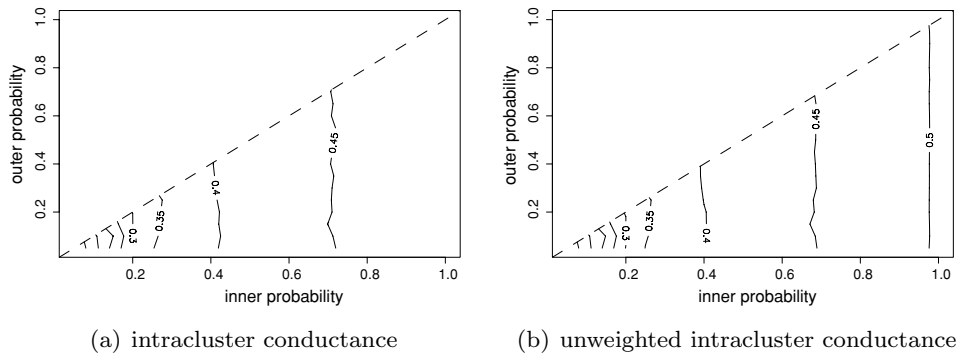 outer probability
1.0
0.8
0.6
0.4
0.2
0.3
0.35
0.4
0.45
0.2 0.4 0.6 0.8 1.0
inner probability
(a) intracluster conductance
outer probability
1.0
0.8
0.6
0.4
0.2
0.3
0.35
0.4
0.45
0.5
0.2 0.4 0.6 0.8 1.0
inner probability
(b) unweighted intracluster conductance